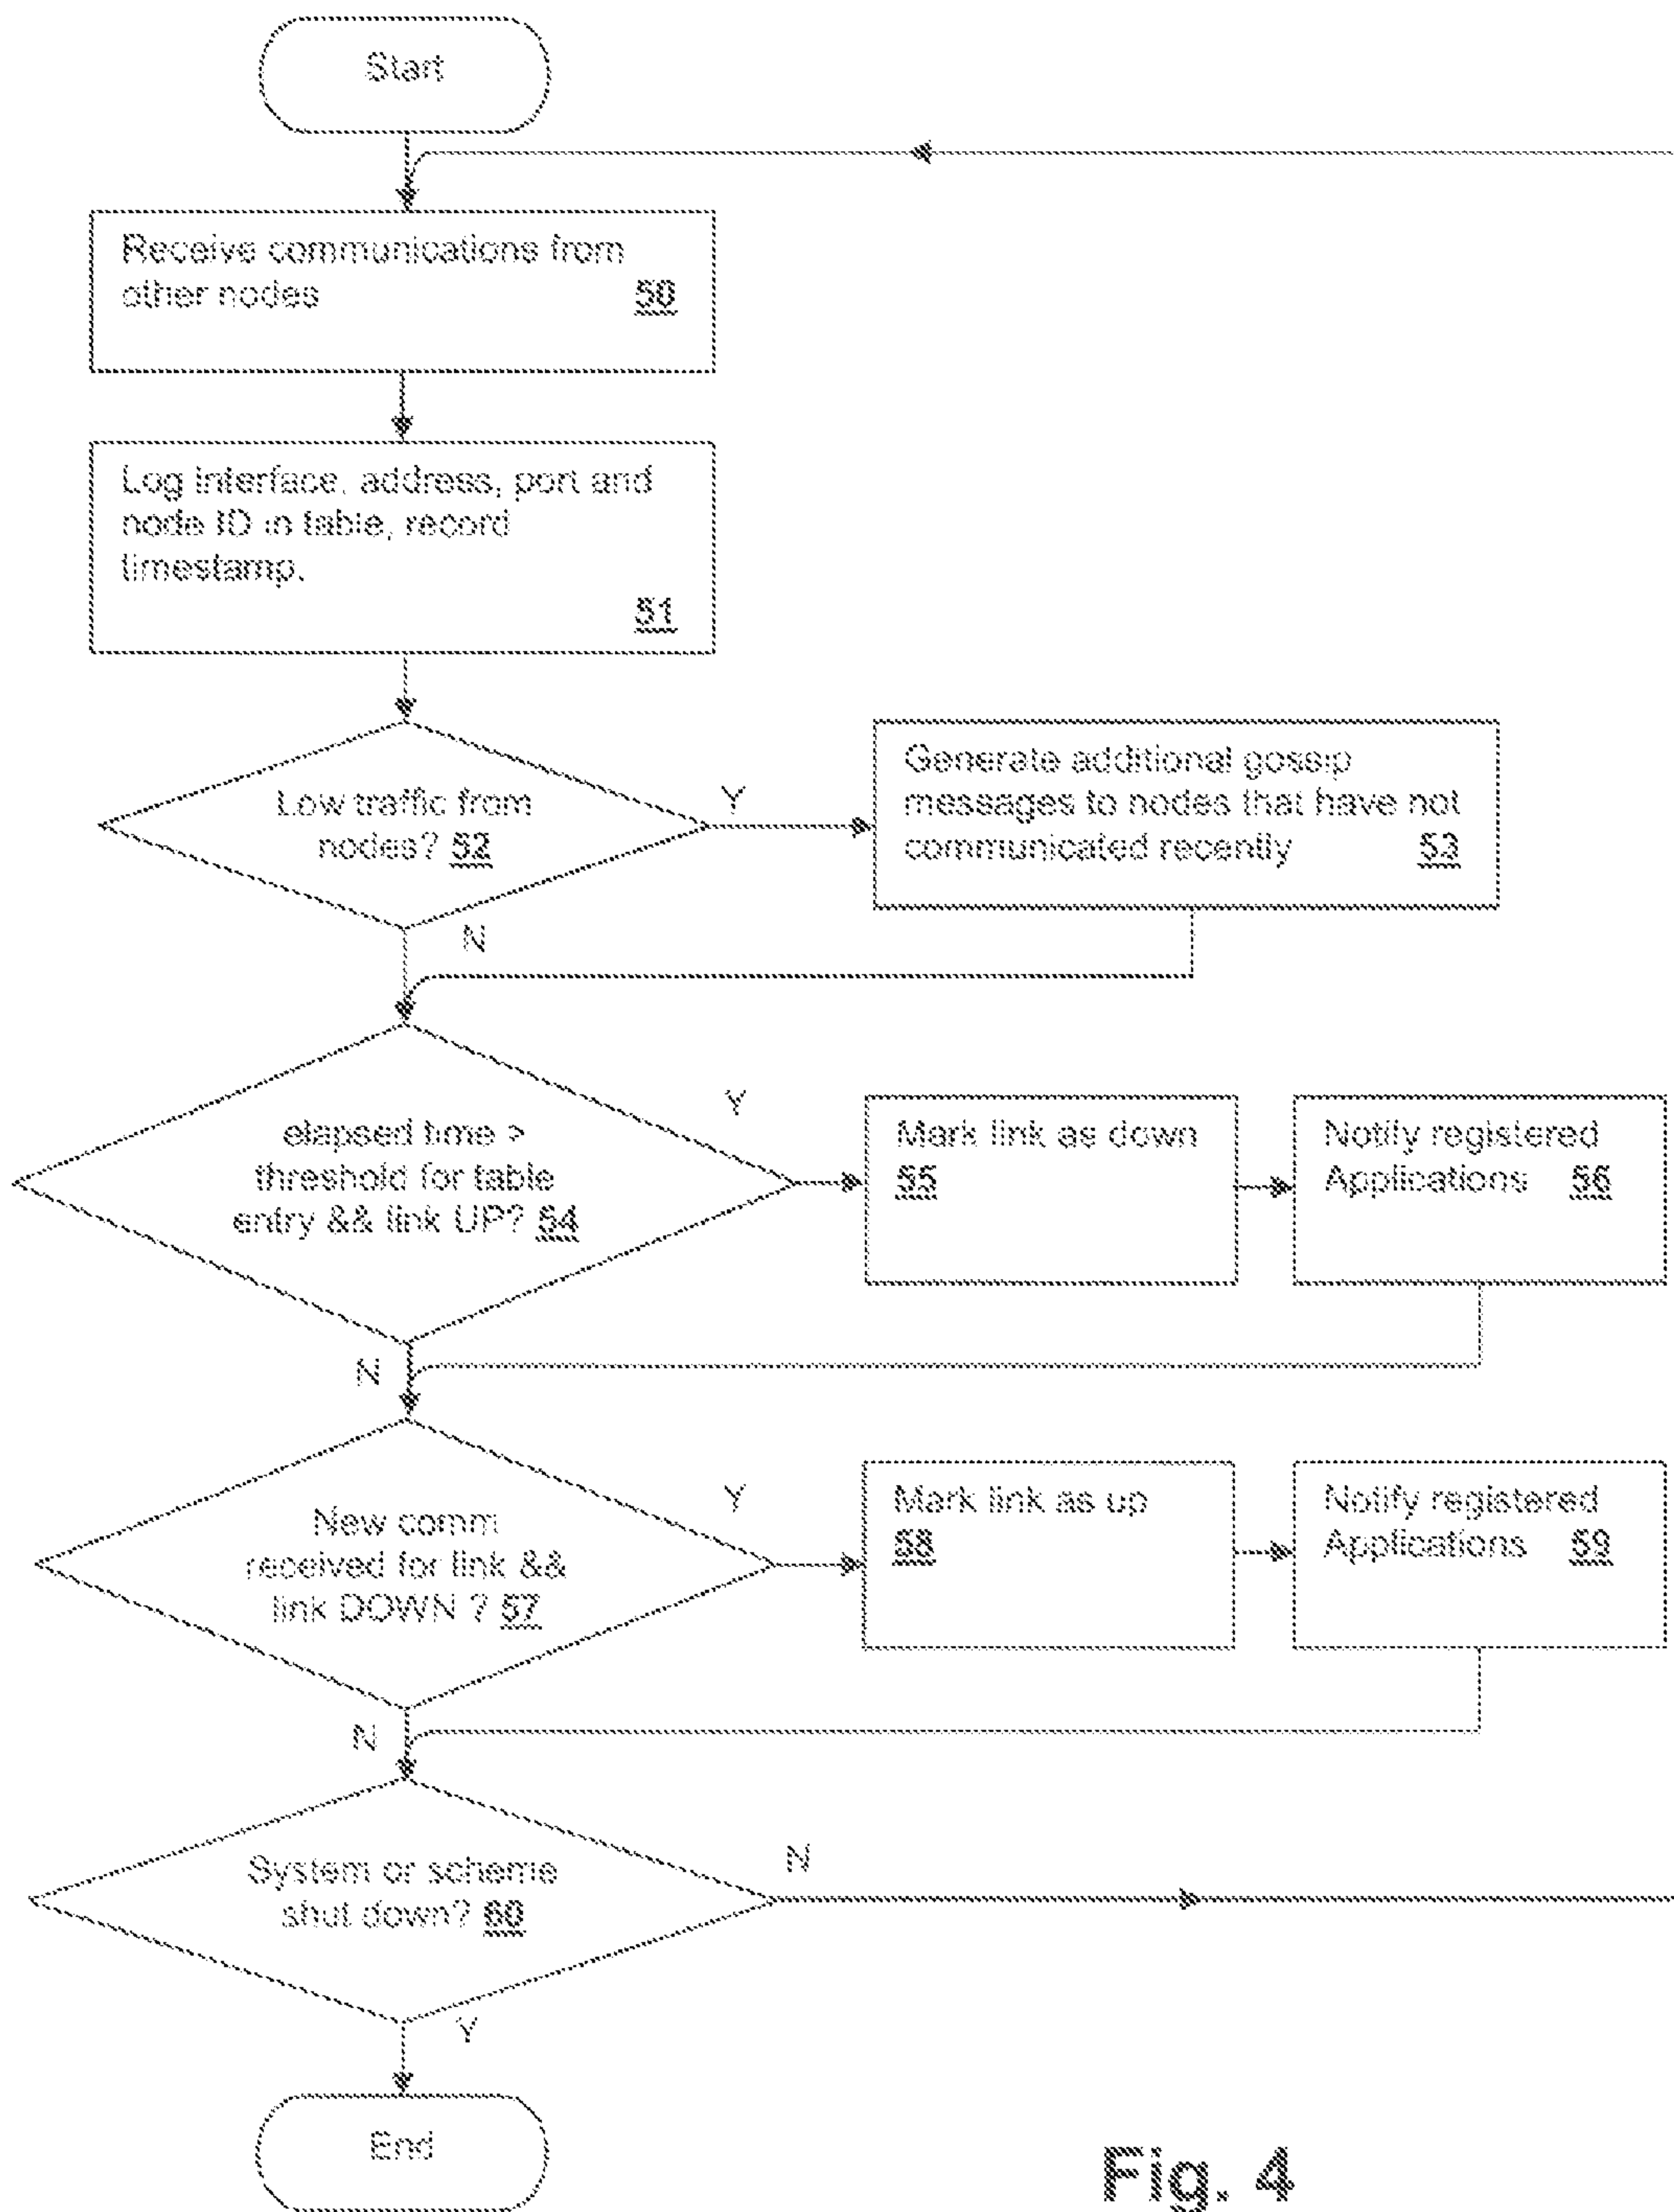 Start
Receive communications from
other nodes 50
Log interface, address, port and
node ID in table, record
timestamp.
51
Low traffic from
nodes? 52
Y
Generate additional gossip
messages to nodes that have not
communicated recently 53
N
elapsed time >
threshold for table
entry && link UP? 54
Y
Mark link as down
55
Notify registered
Applications 56
N
New comm
received for link &&
link DOWN ? 57
Y
Mark link as up
58
Notify registered
Applications 59
N
System or scheme
shut down? 60
N
Y
End
Fig. 4